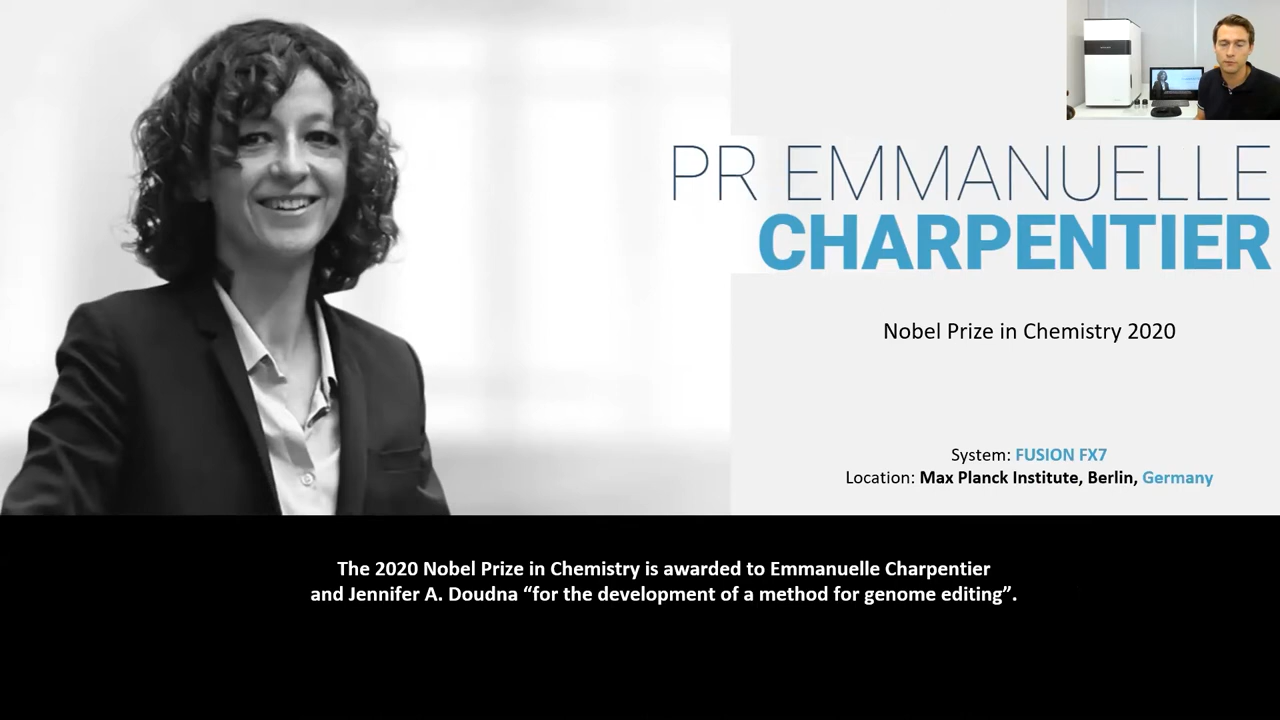 PR EMMANUELLE
CHARPENTIER
Nobel Prize in Chemistry 2020
System: FUSION FX7
Location: Max Planck Institute, Berlin, Germany
The 2020 Nobel Prize in Chemistry is awarded to Emmanuelle Charpentier
and Jennifer A. Doudna “for the development of a method for genome editing”.